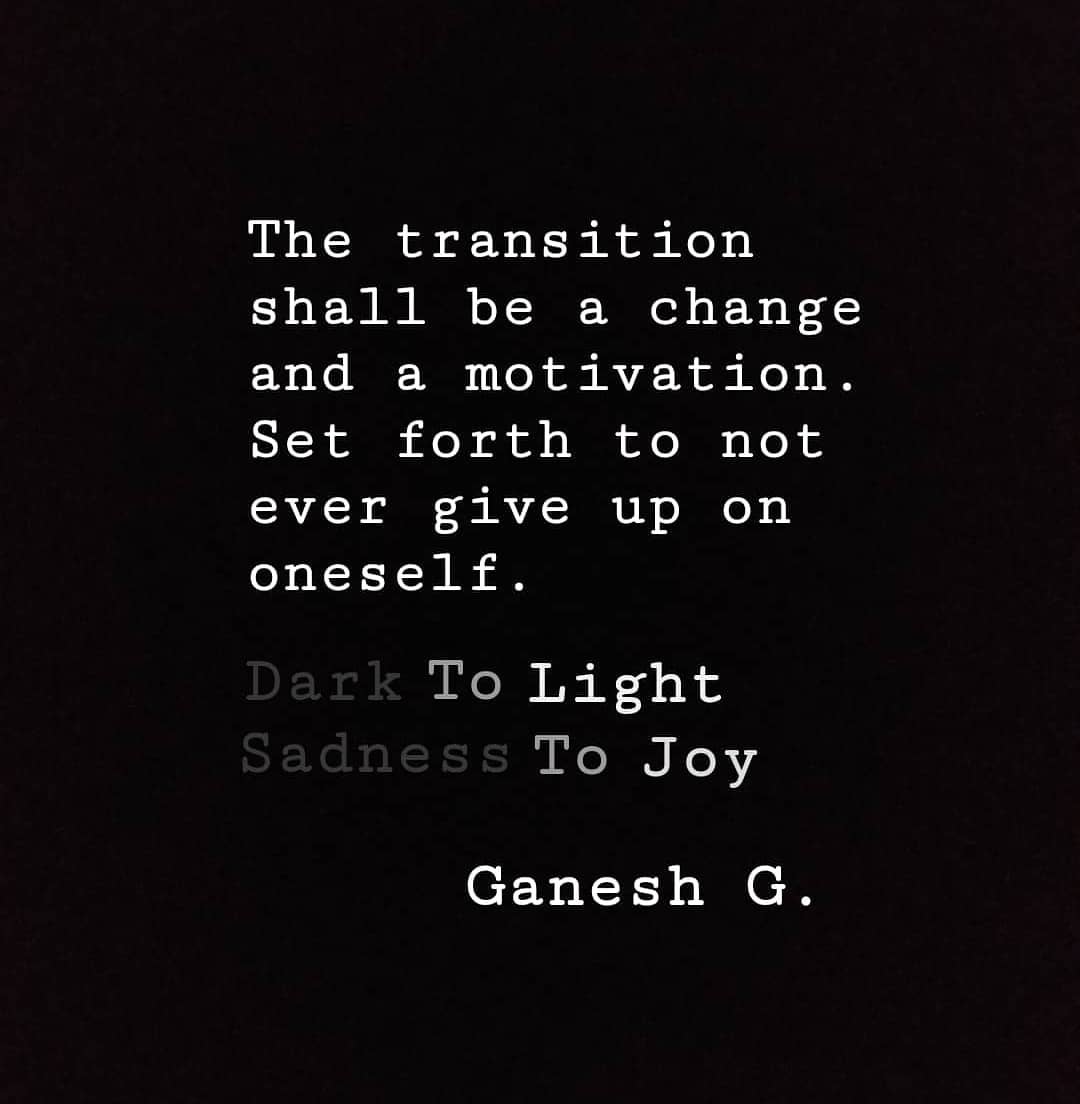 The transition
shall be a change
and a motivation.
Set forth to not
ever give up on
oneself.
Dark To Light
Sadness To Joy
Ganesh G.